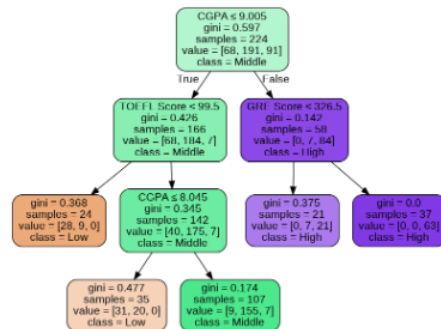 CGPA ≤ 9.005
gini = 0.597
samples = 224
value = [68, 191, 91]
class = Middle
True
False
TOEFL Score ≤ 99.5
gini = 0.426
samples = 166
value = [68, 184, 7]
class = Middle
GRE Score ≤ 326.5
gini = 0.142
samples = 58
value = [0, 7, 84]
class = High
gini = 0.368
samples = 24
value = [28, 9, 0]
class = Low
CGPA ≤ 8.045
gini = 0.345
samples = 142
value = [40, 175, 7]
class = Middle
gini = 0.375
samples = 21
value = [0, 7, 21]
class = High
gini = 0.0
samples = 37
value = [0, 0, 63]
class = High
gini = 0.477
samples = 35
value = [31, 20, 0]
class = Low
gini = 0.174
samples = 107
value = [9, 155, 7]
class = Middle